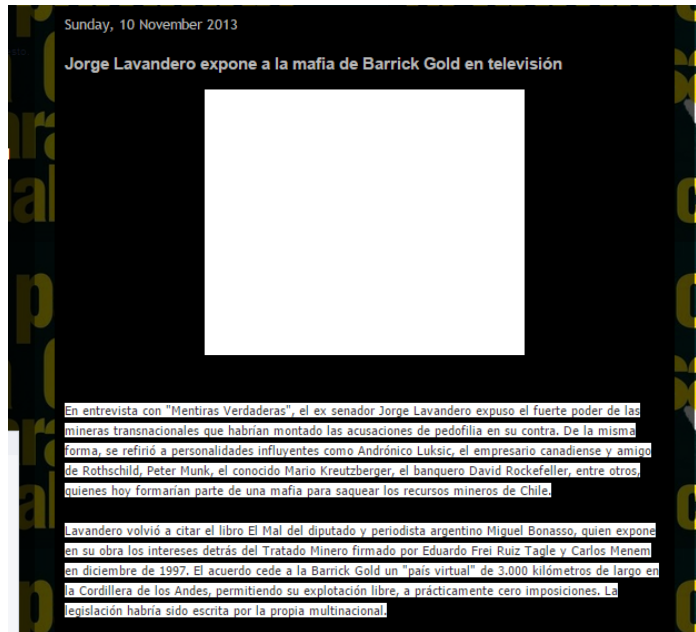 Sunday, 10 November 2013
Jorge Lavandero expone a la mafia de Barrick Gold en televisión
En entrevista con "Mentiras Verdaderas", el ex senador Jorge Lavandero expuso el fuerte poder de las
mineras transnacionales que habrían montado las acusaciones de pedofilia en su contra. De la misma
forma, se refirió a personalidades influyentes como Andrónico Luksic, el empresario canadiense y amigo
de Rothschild, Peter Munk, el conocido Mario Kreutzberger, el banquero David Rockefeller, entre otros,
quienes hoy formarían parte de una mafia para saquear los recursos mineros de Chile.
Lavandero volvió a citar el libro El Mal del diputado y periodista argentino Miguel Bonasso, quien expone
en su obra los intereses detrás del Tratado Minero firmado por Eduardo Frei Ruiz Tagle y Carlos Menem
en diciembre de 1997. El acuerdo cede a la Barrick Gold un "país virtual" de 3.000 kilómetros de largo en
la Cordillera de los Andes, permitiendo su explotación libre, a prácticamente cero imposiciones. La
legislación habría sido escrita por la propia multinacional.